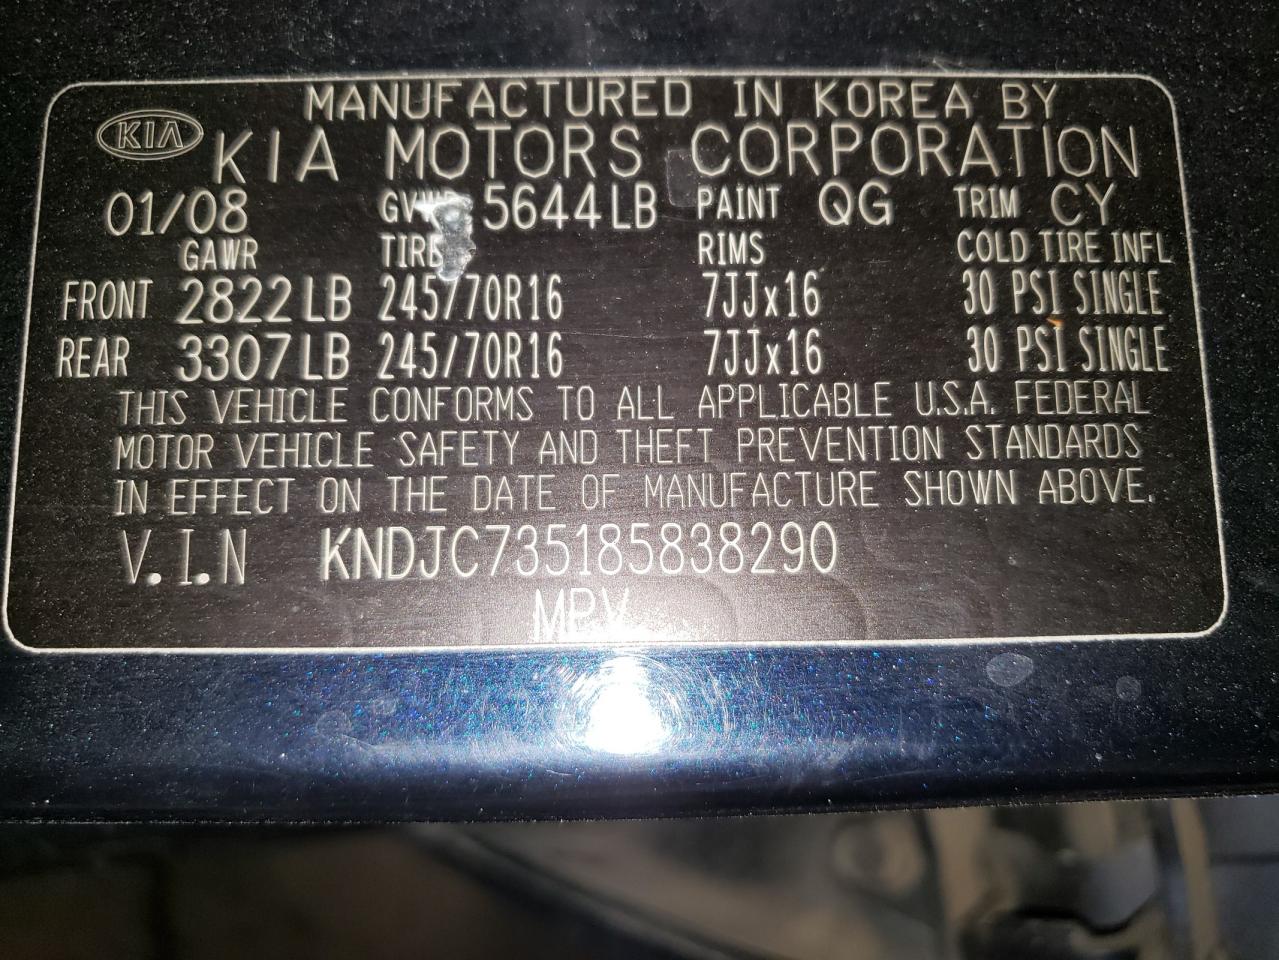 MANUFACTURED IN KOREA BY
KIA KIA MOTORS CORPORATION
01/08 GVWR 5644LB PAINT QG TRIM CY
GAWR TIRE RIMS COLD TIRE INFL
FRONT 2822LB 245/70R16 7JJx16 30 PSI SINGLE
REAR 3307LB 245/70R16 7JJx16 30 PSI SINGLE
THIS VEHICLE CONFORMS TO ALL APPLICABLE U.S.A. FEDERAL
MOTOR VEHICLE SAFETY AND THEFT PREVENTION STANDARDS
IN EFFECT ON THE DATE OF MANUFACTURE SHOWN ABOVE.
V.I.N KNDJC735185838290
MPV